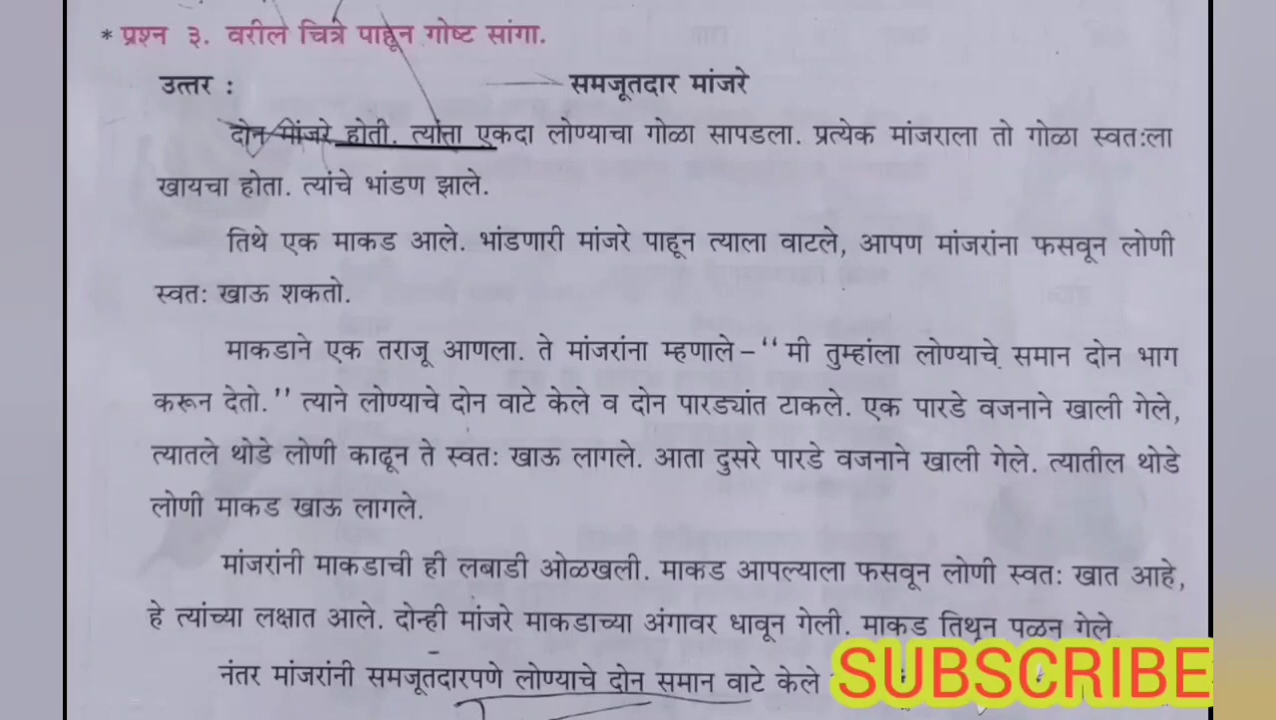 * प्रश्न ३. वरील चित्रे पाहून गोष्ट सांगा.
उत्तर : समजूतदार मांजरे
दोन मांजरे होती. त्यांना एकदा लोण्याचा गोळा सापडला. प्रत्येक मांजराला तो गोळा स्वत:ला
खायचा होता. त्यांचे भांडण झाले.
तिथे एक माकड आले. भांडणारी मांजरे पाहून त्याला वाटले, आपण मांजरांना फसवून लोणी
स्वत: खाऊ शकतो.
माकडाने एक तराजू आणला. ते मांजरांना म्हणाले – “मी तुम्हांला लोण्याचे समान दोन भाग
करून देतो.” त्याने लोण्याचे दोन वाटे केले व दोन पारड्यांत टाकले. एक पारडे वजनाने खाली गेले,
त्यातले थोडे लोणी काढून ते स्वत: खाऊ लागले. आता दुसरे पारडे वजनाने खाली गेले. त्यातील थोडे
लोणी माकड खाऊ लागले.
मांजरांनी माकडाची ही लबाडी ओळखली. माकड आपल्याला फसवून लोणी स्वत: खात आहे,
हे त्यांच्या लक्षात आले. दोन्ही मांजरे माकडाच्या अंगावर धावून गेली. माकड तिथून पळून गेले.
नंतर मांजरांनी समजूतदारपणे लोण्याचे दोन समान वाटे केले
SUBSCRIBE